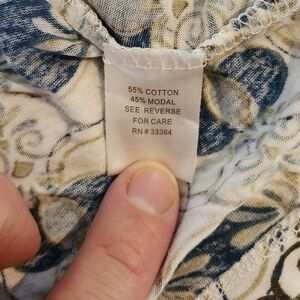 55% COTTON
45% MODAL
SEE REVERSE
FOR CARE
RN # 33364